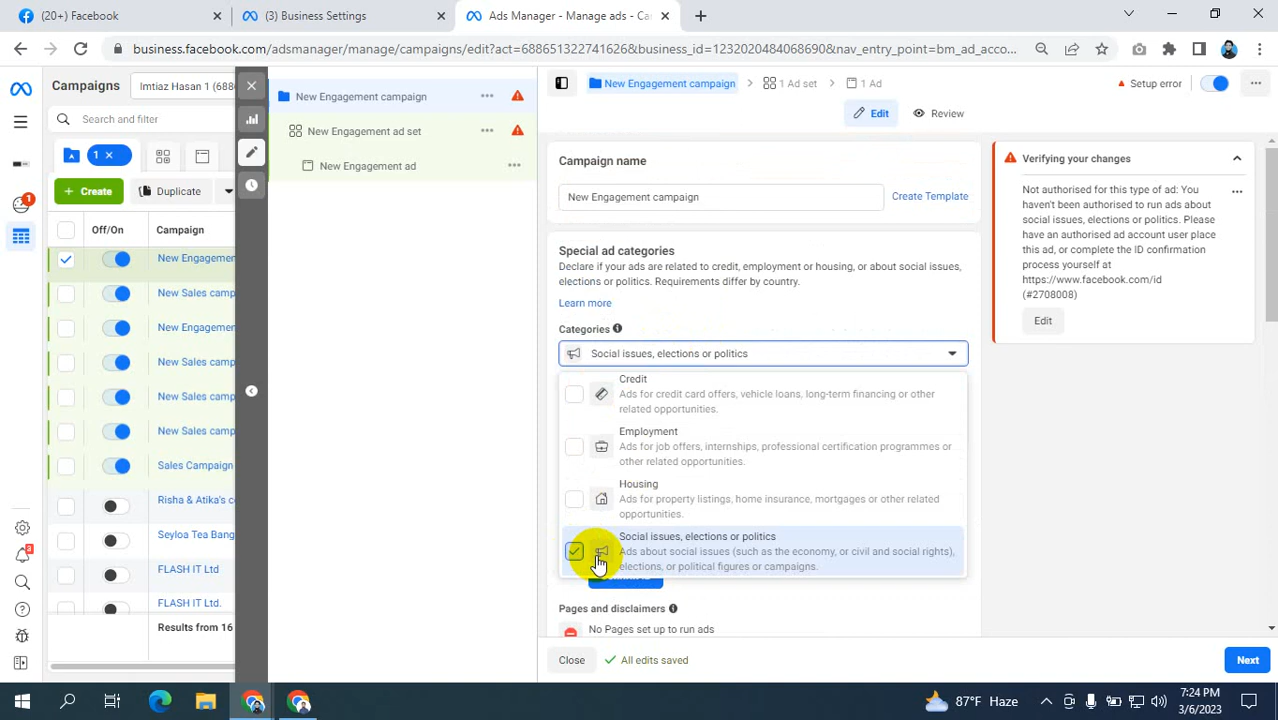 (20+) Facebook
(3) Business Settings
Ads Manager - Manage ads - Ca
business.facebook.com/adsmanager/manage/campaigns/edit?act=688651322741626&business_id=1232020484068690&nav_entry_point=bm_ad_acco...
Campaigns
Imtiaz Hasan 1 (6886
Search and filter
1
Create
Duplicate
Off/On
Campaign
New Engagemen
New Sales camp
New Engagemen
New Sales camp
New Sales camp
New Sales camp
Sales Campaign
Risha & Atika's c
Seyloa Tea Bang
FLASH IT Ltd
FLASH IT Ltd.
Results from 16
New Engagement campaign
New Engagement ad set
New Engagement ad
New Engagement campaign
1 Ad set
1 Ad
Setup error
Edit
Review
Campaign name
New Engagement campaign
Create Template
Special ad categories
Declare if your ads are related to credit, employment or housing, or about social issues,
elections or politics. Requirements differ by country.
Learn more
Categories
Social issues, elections or politics
Credit
Ads for credit card offers, vehicle loans, long-term financing or other
related opportunities.
Employment
Ads for job offers, internships, professional certification programmes or
other related opportunities.
Housing
Ads for property listings, home insurance, mortgages or other related
opportunities.
Social issues, elections or politics
Ads about social issues (such as the economy, or civil and social rights),
elections, or political figures or campaigns.
Pages and disclaimers
No Pages set up to run ads
Close
All edits saved
Next
Verifying your changes
Not authorised for this type of ad: You
haven't been authorised to run ads about
social issues, elections or politics. Please
have an authorised ad account user place
this ad, or complete the ID confirmation
process yourself at
https://www.facebook.com/id
(#2708008)
Edit
1
3
87°F Haze
7:24 PM
3/6/2023